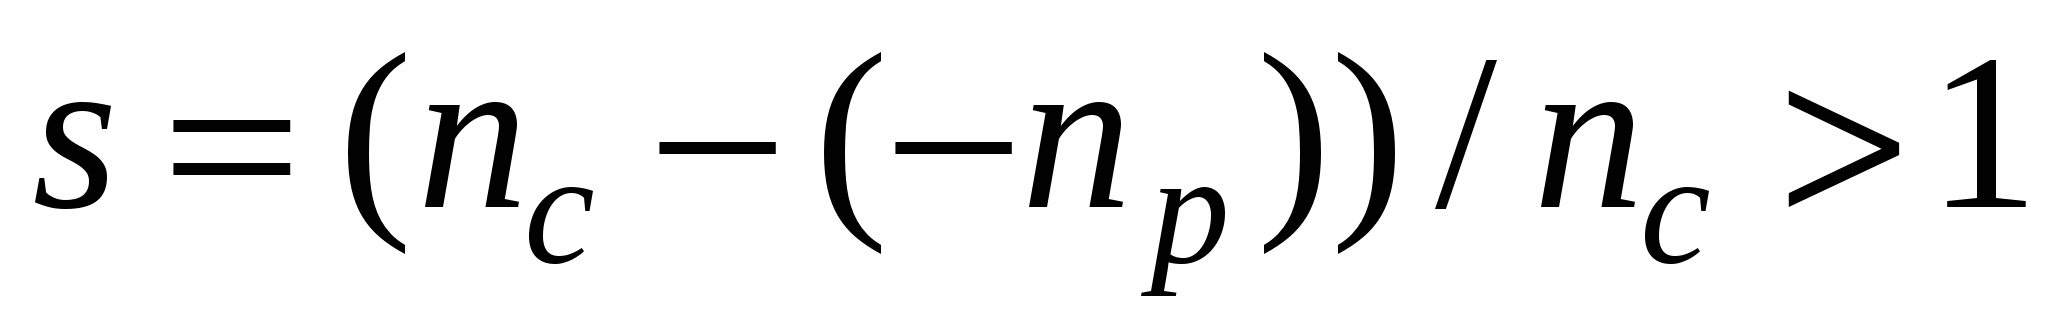 s = (n_c − (−n_p)) / n_c > 1